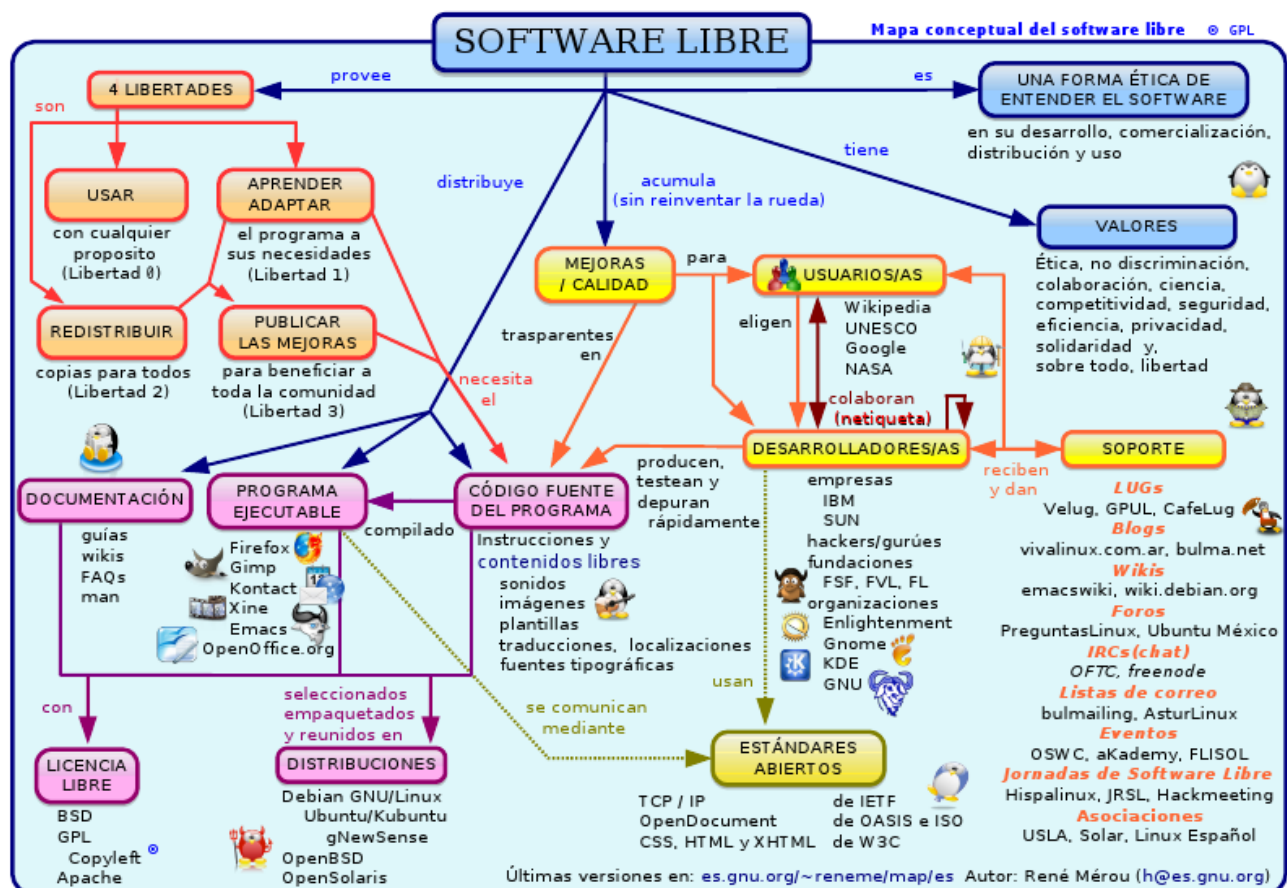 SOFTWARE LIBRE
Mapa conceptual del software libre
GPL
provee
es
4 LIBERTADES
UNA FORMA ÉTICA DE
ENTENDER EL SOFTWARE
en su desarrollo, comercialización,
distribución y uso
son
USAR
con cualquier
proposito
(Libertad 0)
APRENDER
ADAPTAR
el programa a
sus necesidades
(Libertad 1)
REDISTRIBUIR
copias para todos
(Libertad 2)
PUBLICAR
LAS MEJORAS
para beneficiar a
toda la comunidad
(Libertad 3)
necesita
el
distribuye
acumula
(sin reinventar la rueda)
tiene
VALORES
Ética, no discriminación,
colaboración, ciencia,
competitividad, seguridad,
eficiencia, privacidad,
solidaridad y,
sobre todo, libertad
MEJORAS
/ CALIDAD
para
trasparentes
en
USUARIOS/AS
Wikipedia
UNESCO
Google
NASA
eligen
colaboran
(netiqueta)
DESARROLLADORES/AS
empresas
IBM
SUN
hackers/gurúes
fundaciones
FSF, FVL, FL
organizaciones
Enlightenment
Gnome
KDE
GNU
producen,
testean y
depuran
rápidamente
reciben
y dan
SOPORTE
LUGs
Velug, GPUL, CafeLug
Blogs
vivalinux.com.ar, bulma.net
Wikis
emacswiki, wiki.debian.org
Foros
PreguntasLinux, Ubuntu México
IRCs(chat)
OFTC, freenode
Listas de correo
bulmailing, AsturLinux
Eventos
OSWC, aKademy, FLISOL
Jornadas de Software Libre
Hispalinux, JRSL, Hackmeeting
Asociaciones
USLA, Solar, Linux Español
DOCUMENTACIÓN
guías
wikis
FAQs
man
PROGRAMA
EJECUTABLE
Firefox
Gimp
Kontact
Xine
Emacs
OpenOffice.org
compilado
CÓDIGO FUENTE
DEL PROGRAMA
Instrucciones y
contenidos libres
sonidos
imágenes
plantillas
traducciones, localizaciones
fuentes tipográficas
con
LICENCIA
LIBRE
BSD
GPL
Copyleft
Apache
seleccionados
empaquetados
y reunidos en
DISTRIBUCIONES
Debian GNU/Linux
Ubuntu/Kubuntu
gNewSense
OpenBSD
OpenSolaris
se comunican
mediante
usan
ESTÁNDARES
ABIERTOS
TCP / IP de IETF
OpenDocument de OASIS e ISO
CSS, HTML y XHTML de W3C
Últimas versiones en: es.gnu.org/~reneme/map/es Autor: René Mérou (h@es.gnu.org)